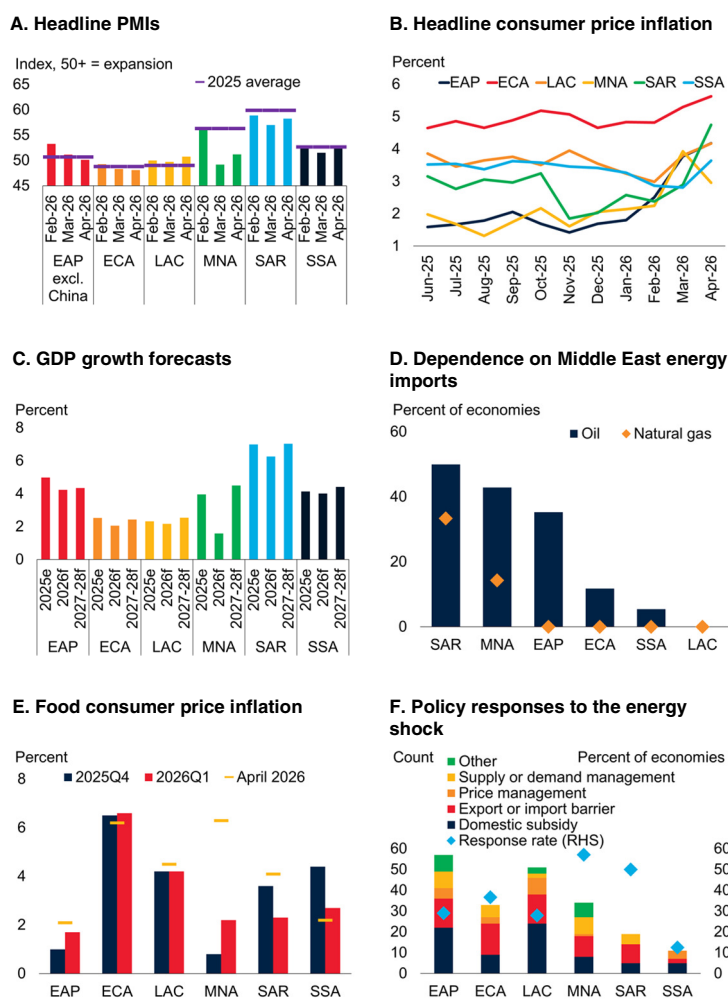 A. Headline PMIs
Index, 50+ = expansion
2025 average
65
60
55
50
45
Feb-26 Mar-26 Apr-26 Feb-26 Mar-26 Apr-26 Feb-26 Mar-26 Apr-26 Feb-26 Mar-26 Apr-26 Feb-26 Mar-26 Apr-26 Feb-26 Mar-26 Apr-26
EAP excl. China ECA LAC MNA SAR SSA
B. Headline consumer price inflation
Percent
EAP ECA LAC MNA SAR SSA
6
5
4
3
2
1
Jun-25 Jul-25 Aug-25 Sep-25 Oct-25 Nov-25 Dec-25 Jan-26 Feb-26 Mar-26 Apr-26
C. GDP growth forecasts
Percent
8
6
4
2
0
2025e 2026f 2027-28f 2025e 2026f 2027-28f 2025e 2026f 2027-28f 2025e 2026f 2027-28f 2025e 2026f 2027-28f 2025e 2026f 2027-28f
EAP ECA LAC MNA SAR SSA
D. Dependence on Middle East energy
imports
Percent of economies
Oil Natural gas
60
40
20
0
SAR MNA EAP ECA SSA LAC
E. Food consumer price inflation
Percent
2025Q4 2026Q1 April 2026
8
6
4
2
0
EAP ECA LAC MNA SAR SSA
F. Policy responses to the energy
shock
Count Percent of economies
Other
Supply or demand management
Price management
Export or import barrier
Domestic subsidy
Response rate (RHS)
60 60
50 50
40 40
30 30
20 20
10 10
0 0
EAP ECA LAC MNA SAR SSA